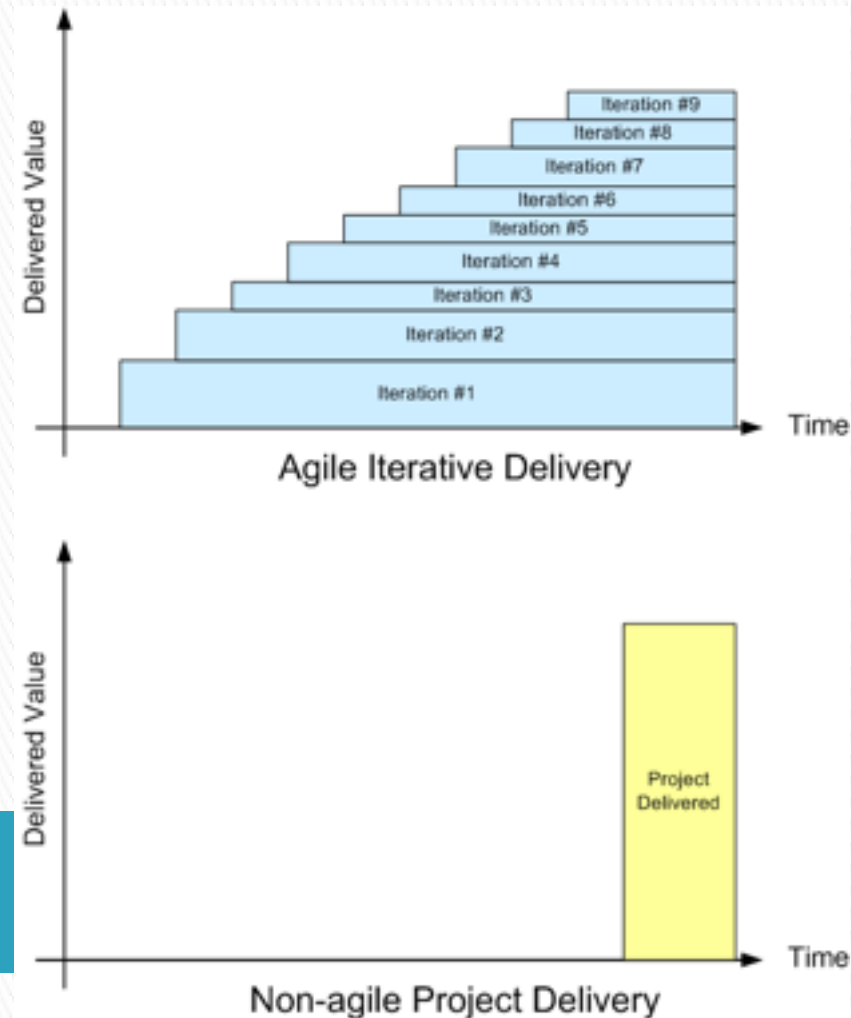 Delivered Value
Iteration #9
Iteration #8
Iteration #7
Iteration #6
Iteration #5
Iteration #4
Iteration #3
Iteration #2
Iteration #1
Time
Agile Iterative Delivery
Delivered Value
Project
Delivered
Time
Non-agile Project Delivery